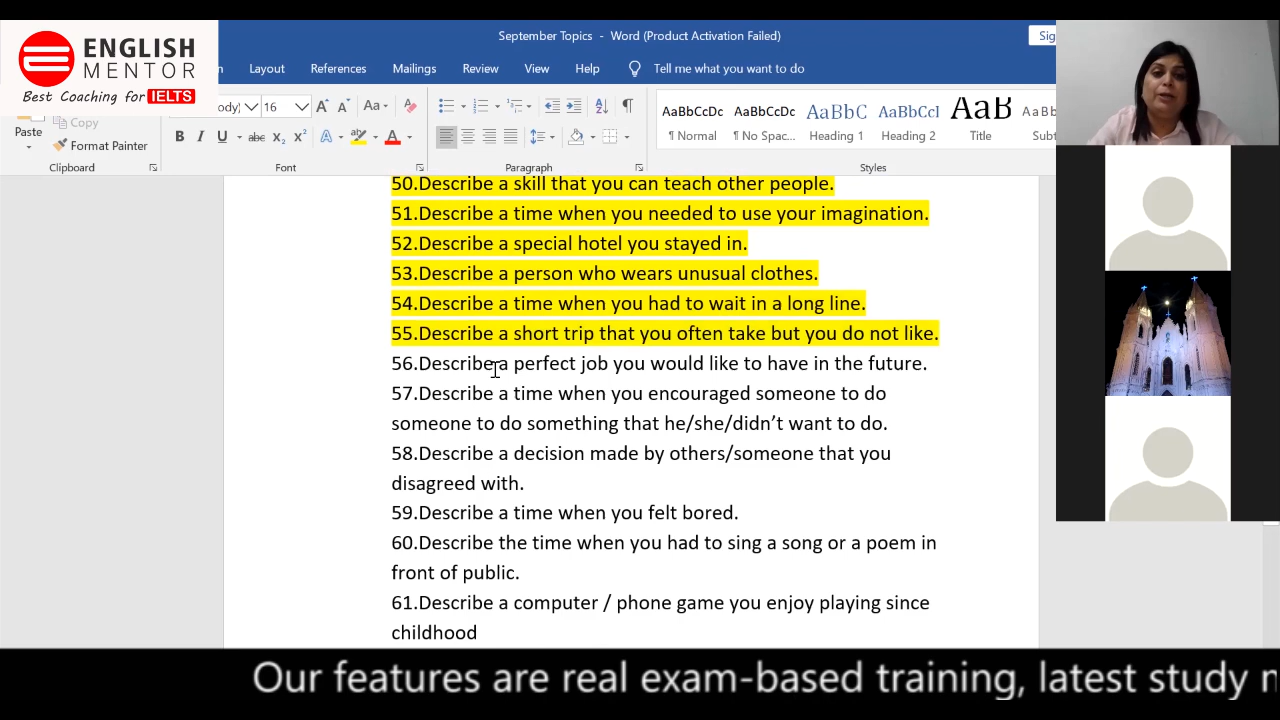 ENGLISH
MENTOR
Best Coaching for IELTS
September Topics - Word (Product Activation Failed)
Sig
Layout References Mailings Review View Help Tell me what you want to do
16 Aa
Paste
Copy
Format Painter
B I U abc x₂ x² A ab A
AaBbCcDc AaBbCcDc AaBbC AaBbCcI AaB AaBb
¶ Normal ¶ No Spac... Heading 1 Heading 2 Title Subt
Clipboard Font Paragraph Styles
50.Describe a skill that you can teach other people.
51.Describe a time when you needed to use your imagination.
52.Describe a special hotel you stayed in.
53.Describe a person who wears unusual clothes.
54.Describe a time when you had to wait in a long line.
55.Describe a short trip that you often take but you do not like.
56.Describe a perfect job you would like to have in the future.
57.Describe a time when you encouraged someone to do
someone to do something that he/she/didn’t want to do.
58.Describe a decision made by others/someone that you
disagreed with.
59.Describe a time when you felt bored.
60.Describe the time when you had to sing a song or a poem in
front of public.
61.Describe a computer / phone game you enjoy playing since
childhood
Our features are real exam-based training, latest study